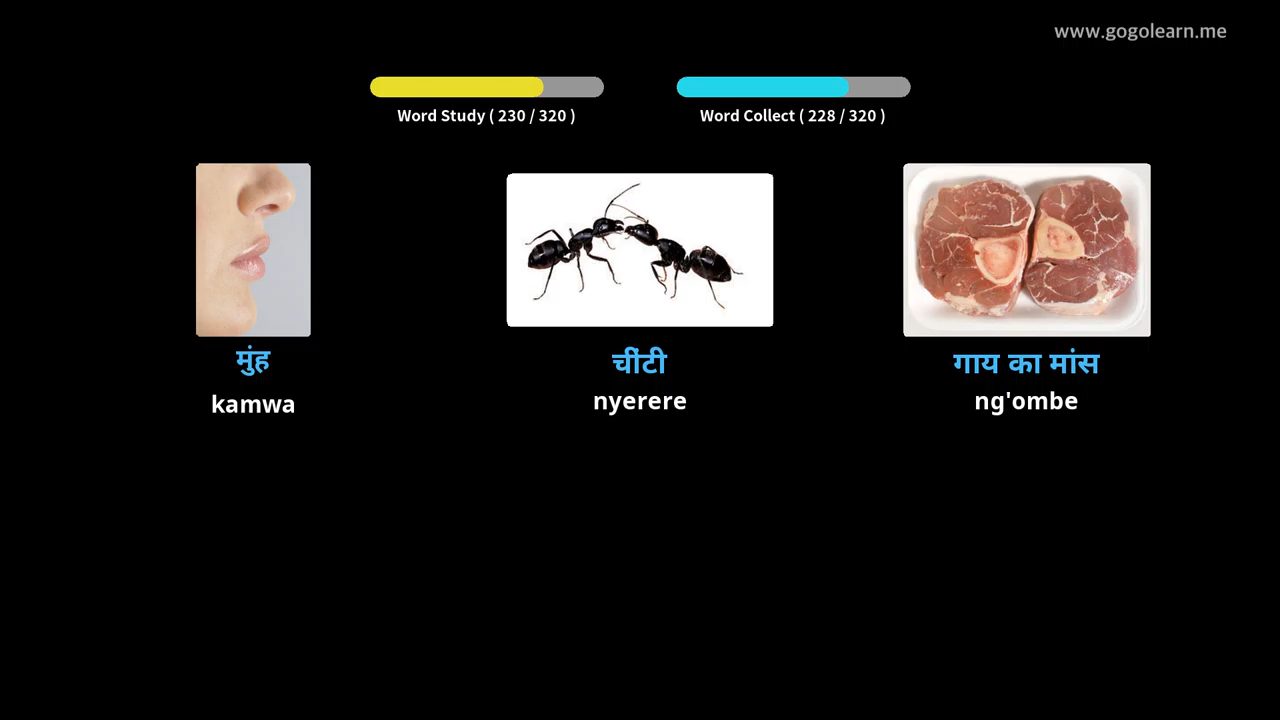 www.gogolearn.me
Word Study ( 230 / 320 )
Word Collect ( 228 / 320 )
मुंह
चींटी
गाय का मांस
kamwa
nyerere
ng'ombe